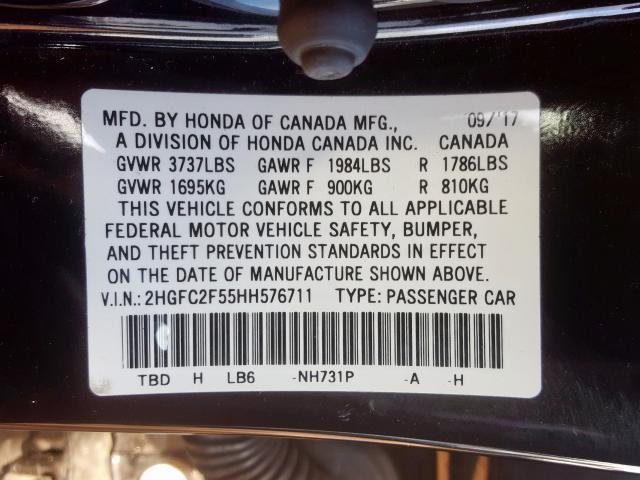 MFD. BY HONDA OF CANADA MFG., 09/'17
A DIVISION OF HONDA CANADA INC. CANADA
GVWR 3737LBS GAWR F 1984LBS R 1786LBS
GVWR 1695KG GAWR F 900KG R 810KG
THIS VEHICLE CONFORMS TO ALL APPLICABLE
FEDERAL MOTOR VEHICLE SAFETY, BUMPER,
AND THEFT PREVENTION STANDARDS IN EFFECT
ON THE DATE OF MANUFACTURE SHOWN ABOVE.
V.I.N.: 2HGFC2F55HH576711 TYPE: PASSENGER CAR
TBD H LB6 -NH731P -A -H